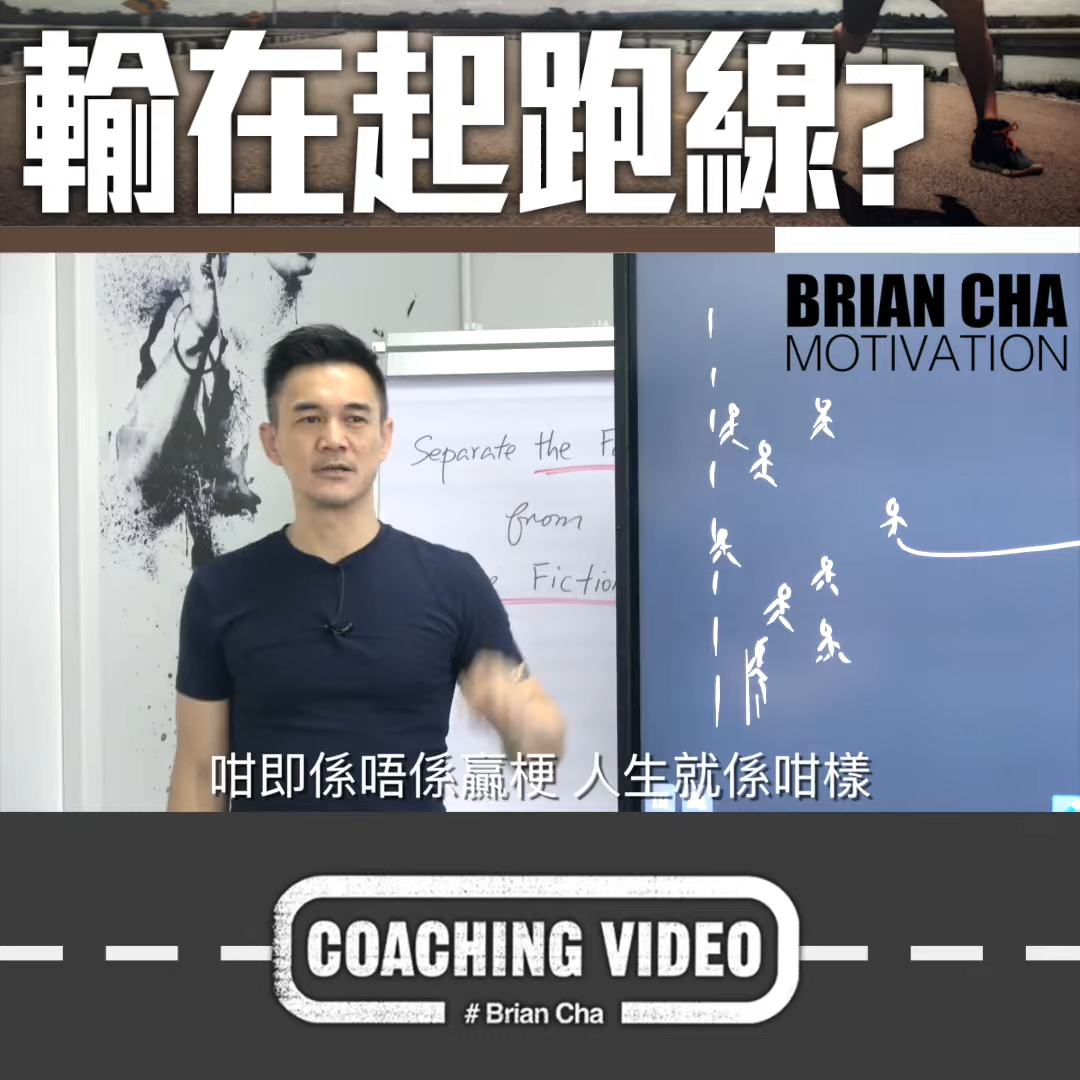 輸在起跑線?
BRIAN CHA
MOTIVATION
Separate the
from
Fiction
咁即係唔係贏梗 人生就係咁樣
COACHING VIDEO
# Brian Cha